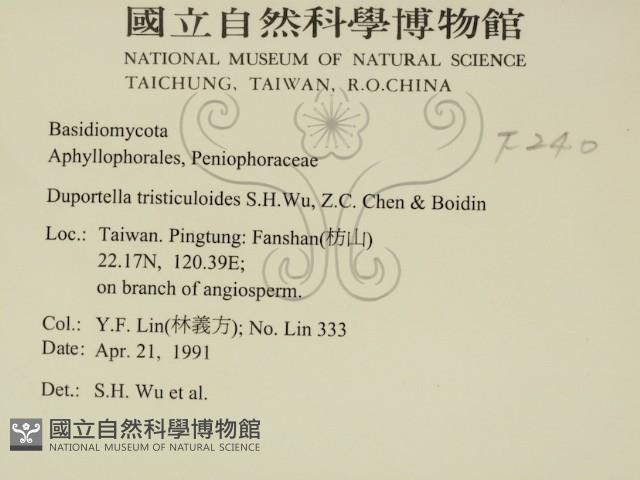 國立自然科學博物館
NATIONAL MUSEUM OF NATURAL SCIENCE
TAICHUNG, TAIWAN, R.O.CHINA
Basidiomycota
Aphyllophorales, Peniophoraceae
F240
Duportella tristiculoides S.H.Wu, Z.C. Chen & Boidin
Loc.: Taiwan. Pingtung: Fanshan(枋山)
22.17N, 120.39E;
on branch of angiosperm.
Col.: Y.F. Lin(林義方); No. Lin 333
Date: Apr. 21, 1991
Det.: S.H. Wu et al.
國立自然科學博物館
NATIONAL MUSEUM OF NATURAL SCIENCE